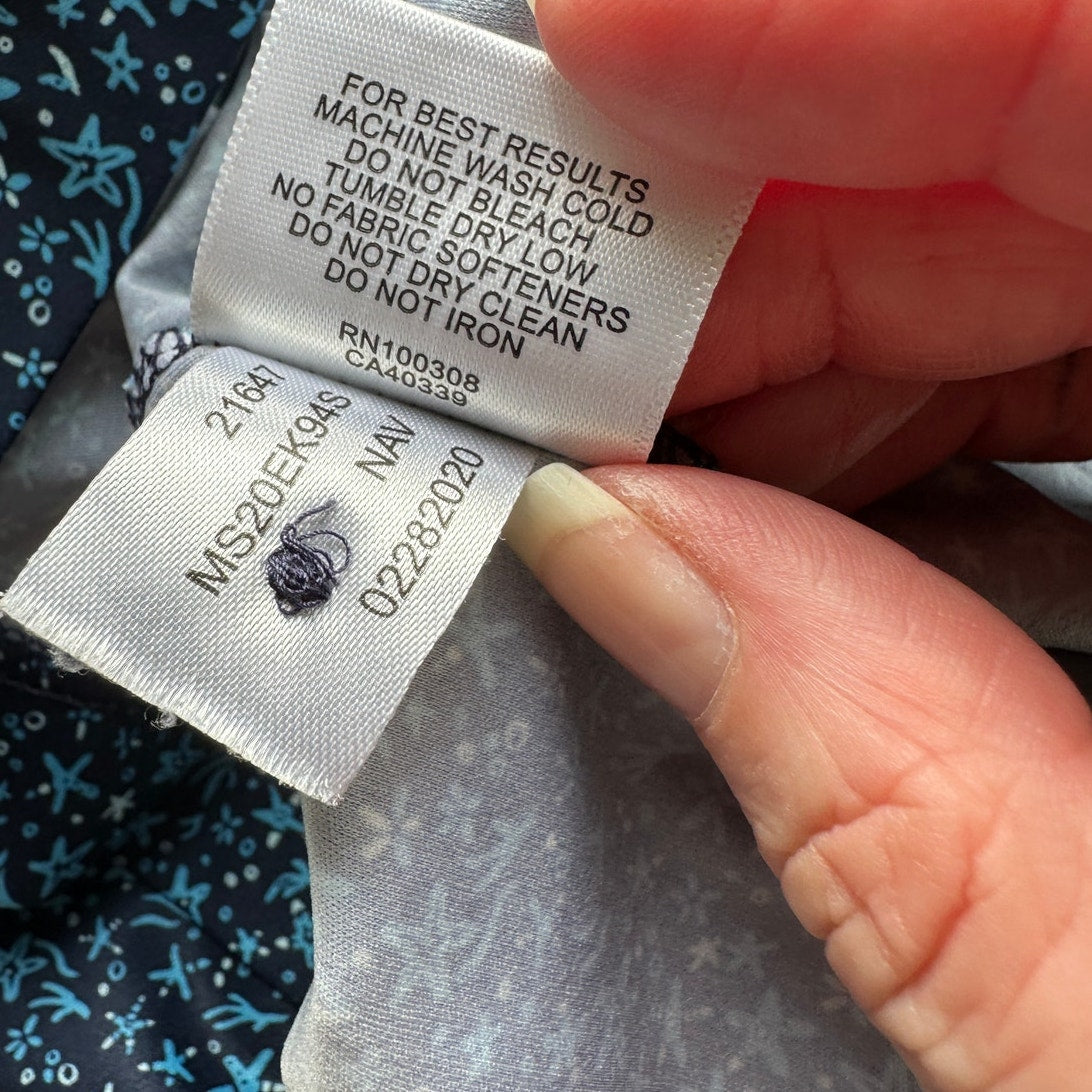 FOR BEST RESULTS
MACHINE WASH COLD
DO NOT BLEACH
TUMBLE DRY LOW
NO FABRIC SOFTENERS
DO NOT DRY CLEAN
DO NOT IRON
RN100308
CA40339
21647
MS20EK94S
NAV
02282020